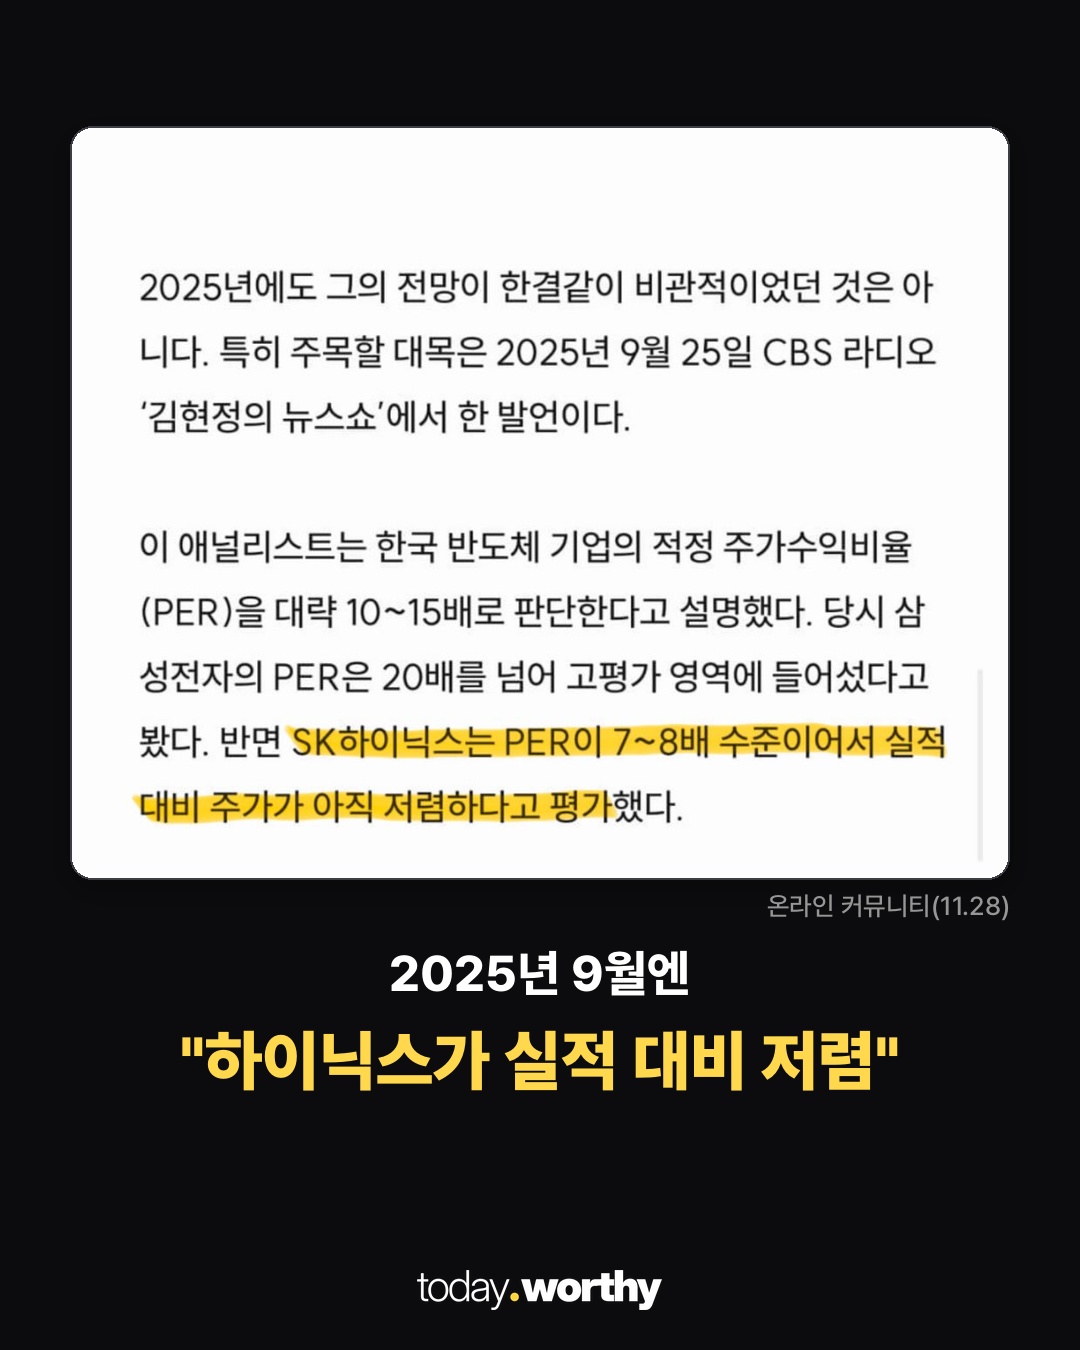 2025년에도 그의 전망이 한결같이 비관적이었던 것은 아
니다. 특히 주목할 대목은 2025년 9월 25일 CBS 라디오
‘김현정의 뉴스쇼’에서 한 발언이다.
이 애널리스트는 한국 반도체 기업의 적정 주가수익비율
(PER)을 대략 10~15배로 판단한다고 설명했다. 당시 삼
성전자의 PER은 20배를 넘어 고평가 영역에 들어섰다고
봤다. 반면 SK하이닉스는 PER이 7~8배 수준이어서 실적
대비 주가가 아직 저렴하다고 평가했다.
온라인 커뮤니티(11.28)
2025년 9월엔
"하이닉스가 실적 대비 저렴"
today.worthy